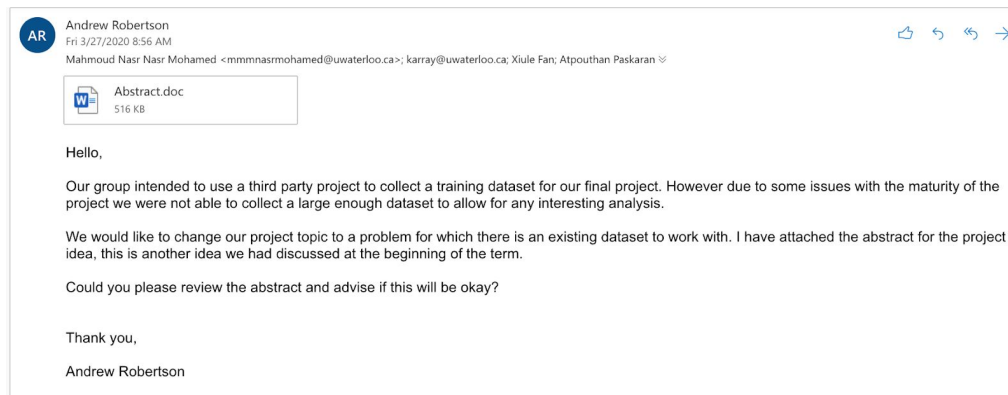 AR
Andrew Robertson
Fri 3/27/2020 8:56 AM
Mahmoud Nasr Nasr Mohamed <mmmnasrmohamed@uwaterloo.ca>; karray@uwaterloo.ca; Xiule Fan; Atpouthan Paskaran
W
Abstract.doc
516 KB
Hello,
Our group intended to use a third party project to collect a training dataset for our final project. However due to some issues with the maturity of the
project we were not able to collect a large enough dataset to allow for any interesting analysis.
We would like to change our project topic to a problem for which there is an existing dataset to work with. I have attached the abstract for the project
idea, this is another idea we had discussed at the beginning of the term.
Could you please review the abstract and advise if this will be okay?
Thank you,
Andrew Robertson